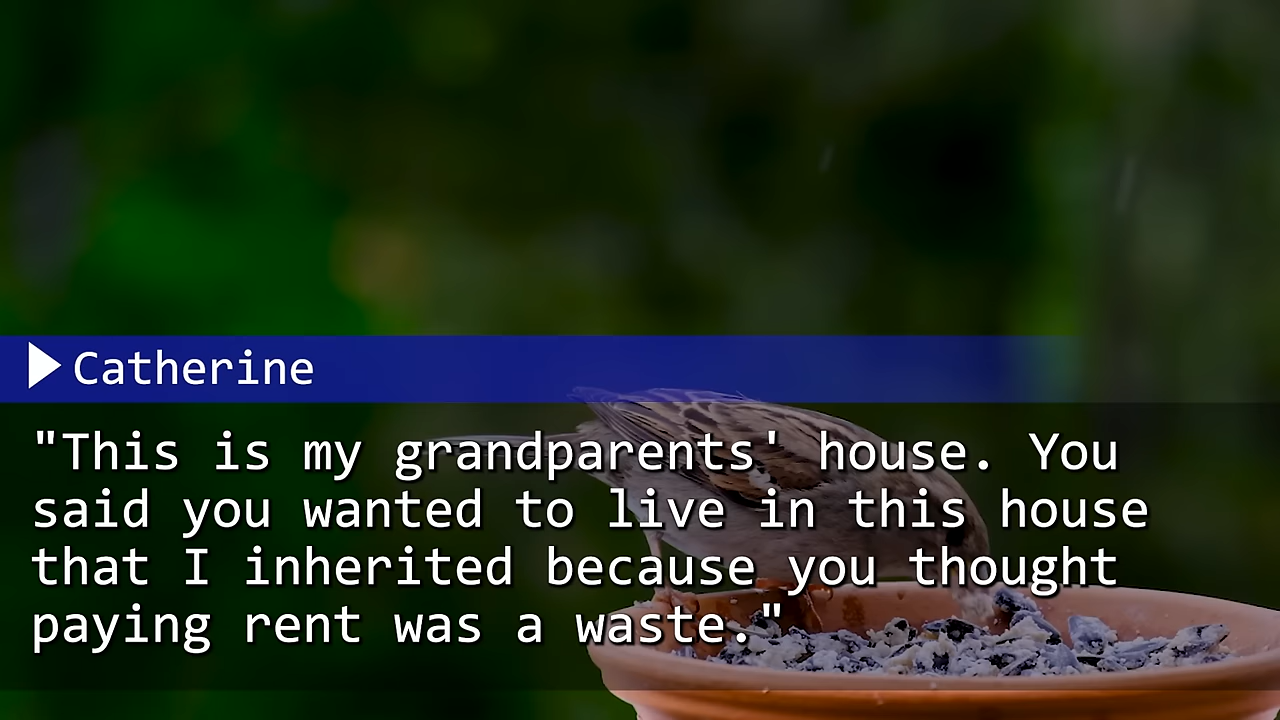 Catherine
"This is my grandparents' house. You
said you wanted to live in this house
that I inherited because you thought
paying rent was a waste."